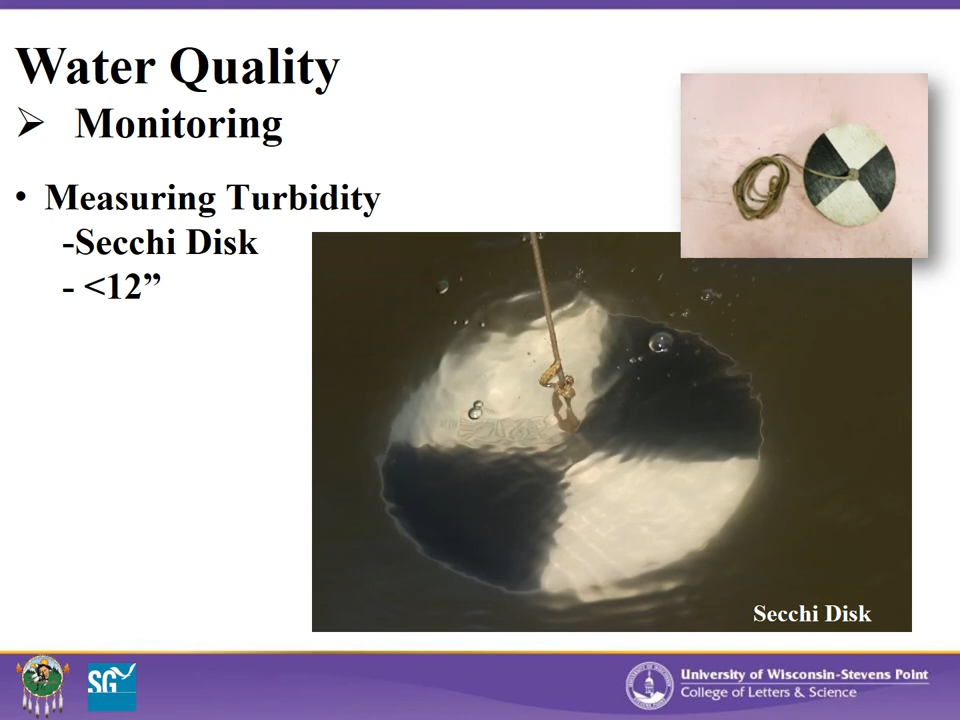 Water Quality
➢ Monitoring
• Measuring Turbidity
-Secchi Disk
- <12”
Secchi Disk
SG
University of Wisconsin-Stevens Point
College of Letters & Science